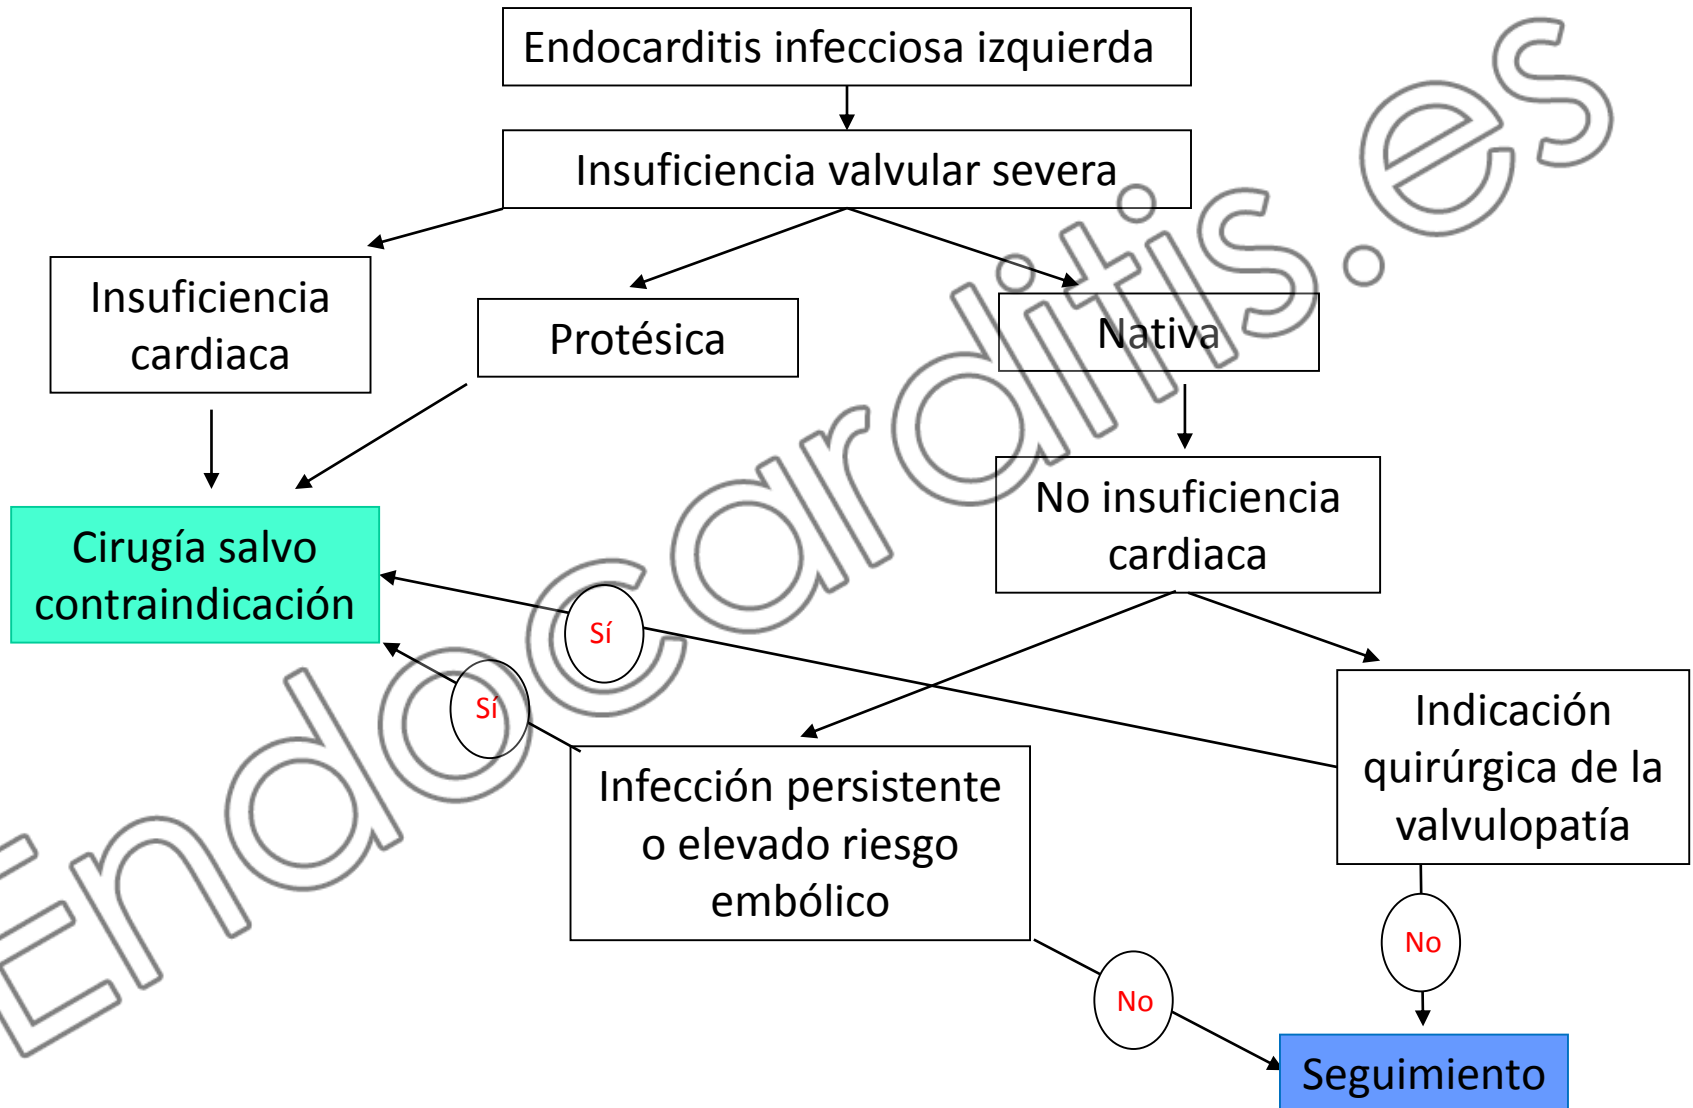 Endocarditis infecciosa izquierda
Insuficiencia valvular severa
Insuficiencia
cardiaca
Protésica
Nativa
No insuficiencia
cardiaca
Cirugía salvo
contraindicación
Sí
Sí
Indicación
quirúrgica de la
valvulopatía
Infección persistente
o elevado riesgo
embólico
No
No
Seguimiento
Endocarditis.es